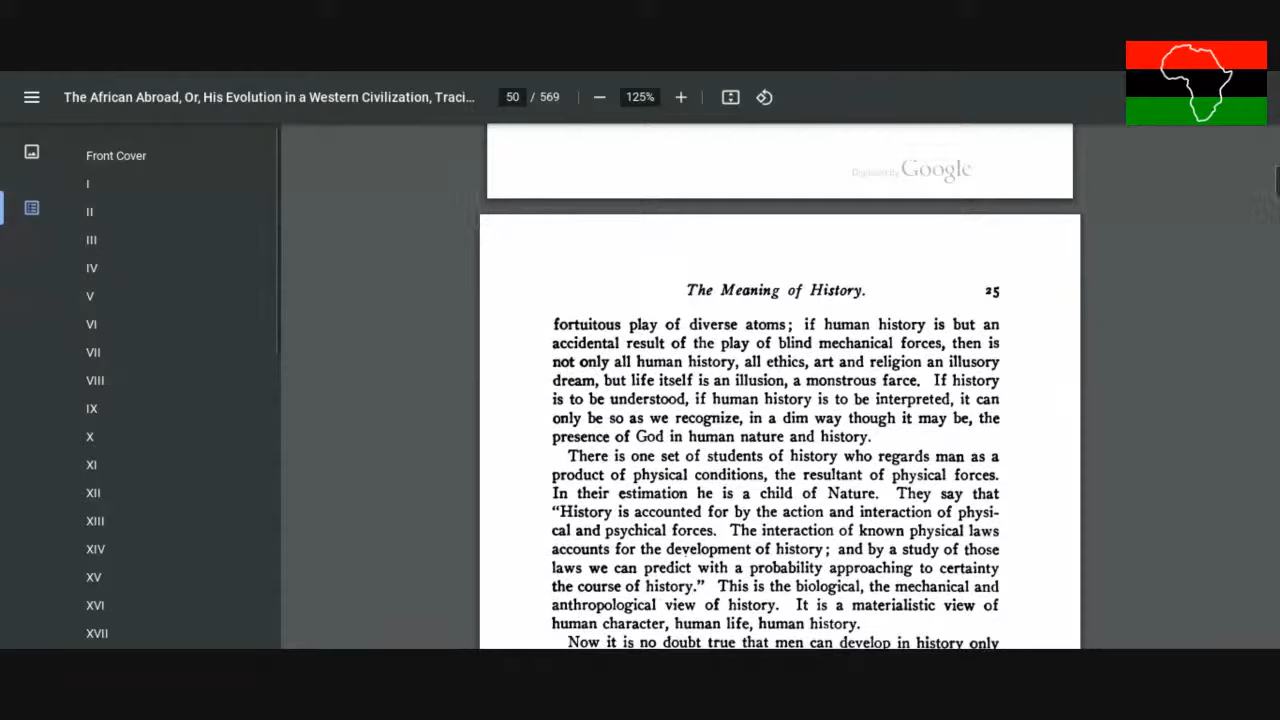 The African Abroad, Or, His Evolution in a Western Civilization, Traci...
50 / 569
125%
Front Cover
I
II
III
IV
V
VI
VII
VIII
IX
X
XI
XII
XIII
XIV
XV
XVI
XVII
Digitized by Google
The Meaning of History. 25
fortuitous play of diverse atoms; if human history is but an
accidental result of the play of blind mechanical forces, then is
not only all human history, all ethics, art and religion an illusory
dream, but life itself is an illusion, a monstrous farce. If history
is to be understood, if human history is to be interpreted, it can
only be so as we recognize, in a dim way though it may be, the
presence of God in human nature and history.
There is one set of students of history who regards man as a
product of physical conditions, the resultant of physical forces.
In their estimation he is a child of Nature. They say that
"History is accounted for by the action and interaction of physi-
cal and psychical forces. The interaction of known physical laws
accounts for the development of history; and by a study of those
laws we can predict with a probability approaching to certainty
the course of history." This is the biological, the mechanical and
anthropological view of history. It is a materialistic view of
human character, human life, human history.
Now it is no doubt true that men can develop in history only